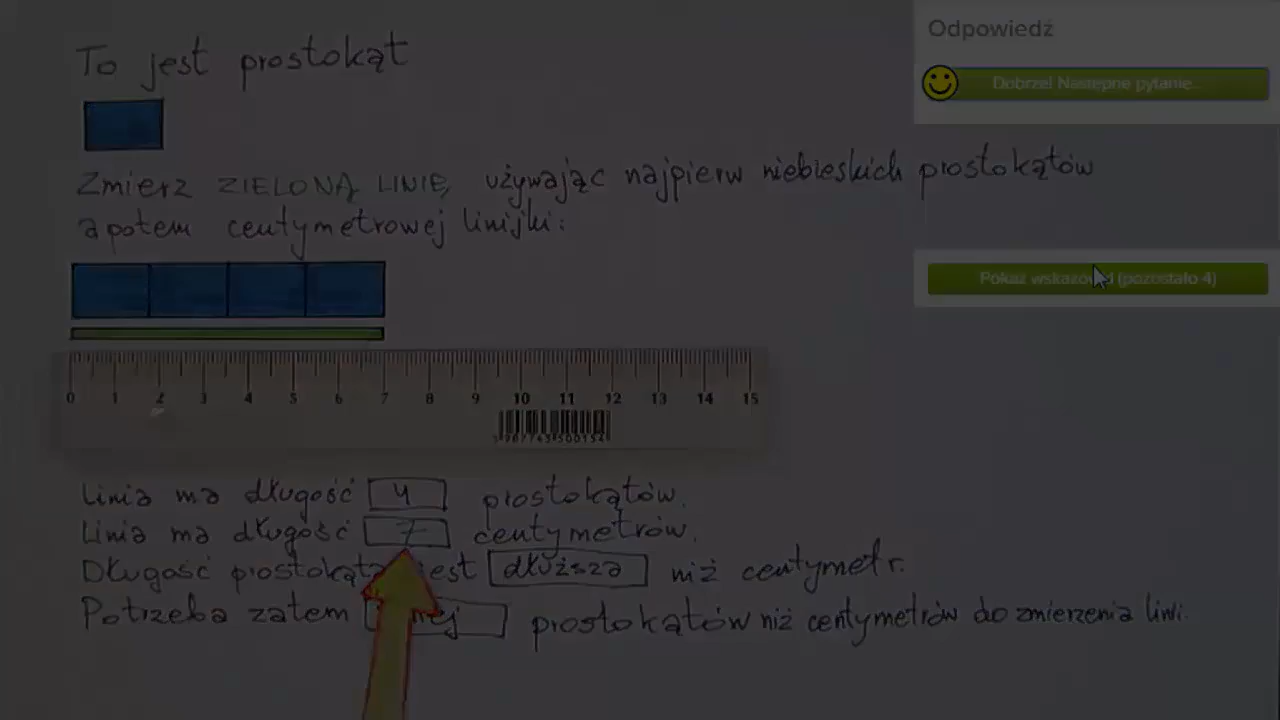 To jest prostokąt
Odpowiedź
Dobrze! Następne pytanie...
Zmierz ZIELONĄ LINIĘ, używając najpierw niebieskich prostokątów
a potem centymetrowej linijki:
Pokaż (pozostało 4)
0 1 2 3 4 5 6 7 8 9 10 11 12 13 14 15
Linia ma długość 4 prostokątów.
Linia ma długość 7 centymetrów.
Długość prostokąta jest dłuższa niż centymetr.
Potrzeba zatem prostokątów niż centymetrów do zmierzenia linii.